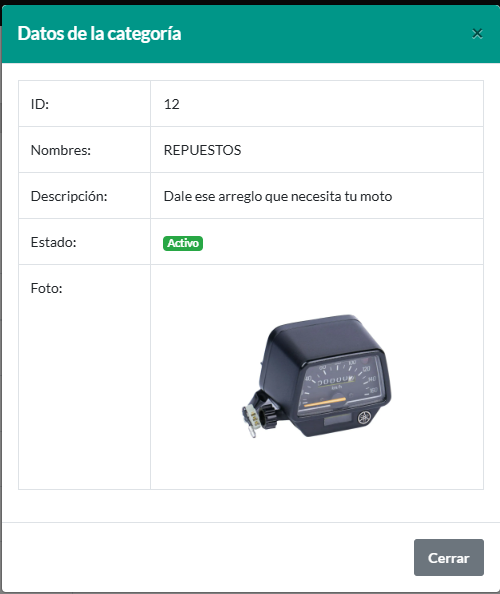 Datos de la categoría
×
ID: 12
Nombres: REPUESTOS
Descripción: Dale ese arreglo que necesita tu moto
Estado: Activo
Foto:
Cerrar